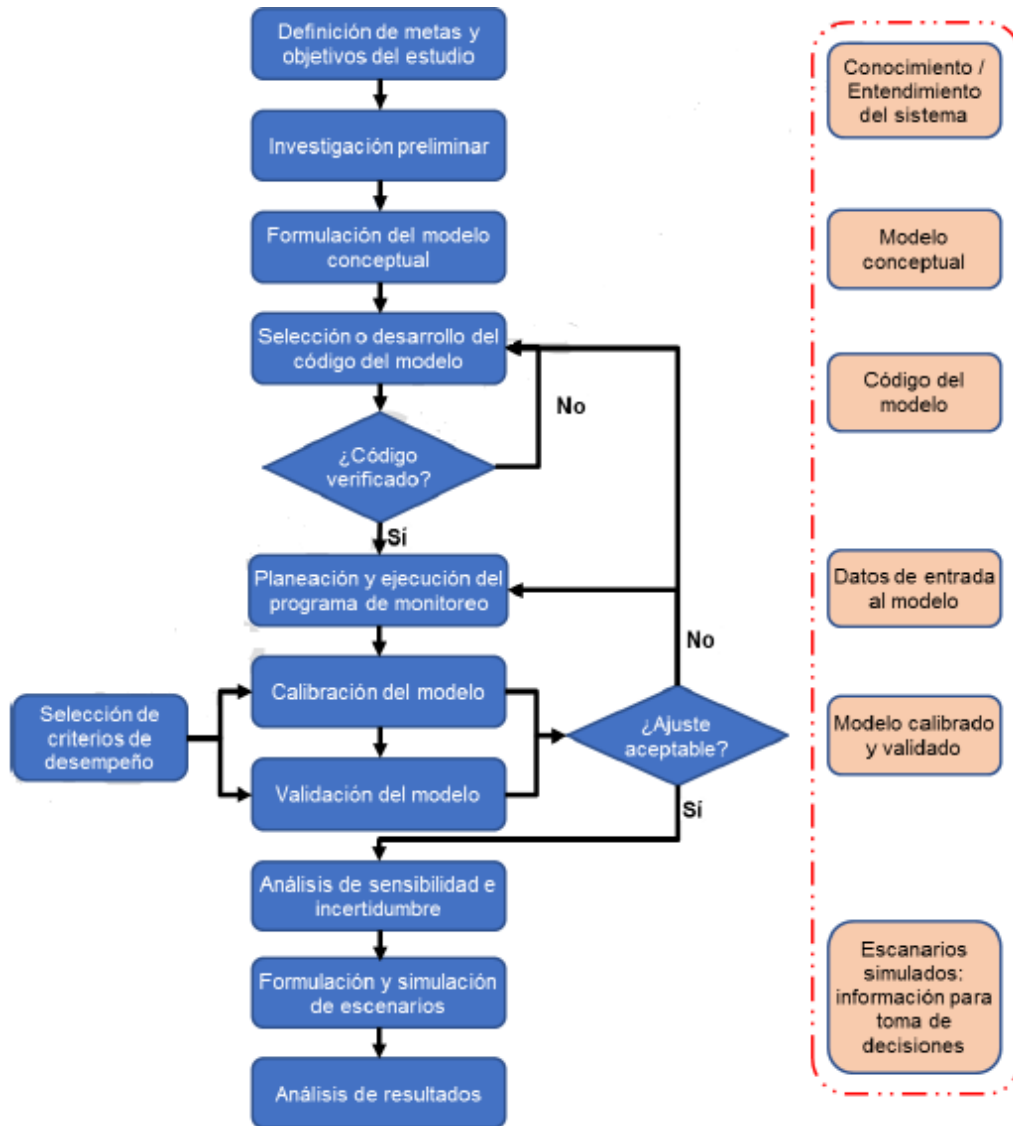 Definición de metas y
objetivos del estudio
Investigación preliminar
Formulación del modelo
conceptual
Selección o desarrollo del
código del modelo
No
¿Código
verificado?
Sí
Planeación y ejecución del
programa de monitoreo
No
Selección de
criterios de
desempeño
Calibración del modelo
Validación del modelo
¿Ajuste
aceptable?
Sí
Análisis de sensibilidad e
incertidumbre
Formulación y simulación
de escenarios
Análisis de resultados
Conocimiento /
Entendimiento
del sistema
Modelo
conceptual
Código del
modelo
Datos de entrada
al modelo
Modelo calibrado
y validado
Escanarios
simulados:
información para
toma de
decisiones